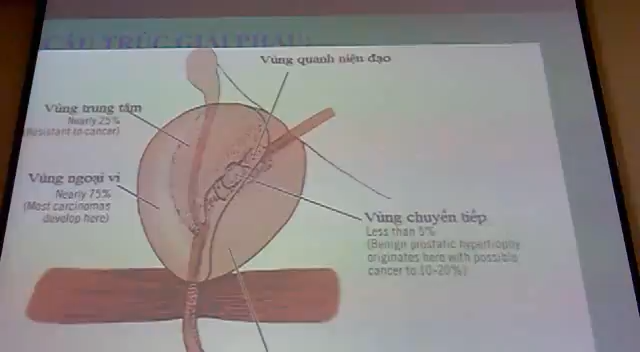 CẤU TRÚC GIẢI PHẪU:
Vùng quanh niệu đạo
Vùng trung tâm
Nearly 25%
(Resistant to cancer)
Vùng ngoại vi
Nearly 75%
(Most carcinomas
develop here)
Vùng chuyển tiếp
Less than 5%
(Benign prostatic hypertrophy
originates here with possible
cancer to 10-20%)